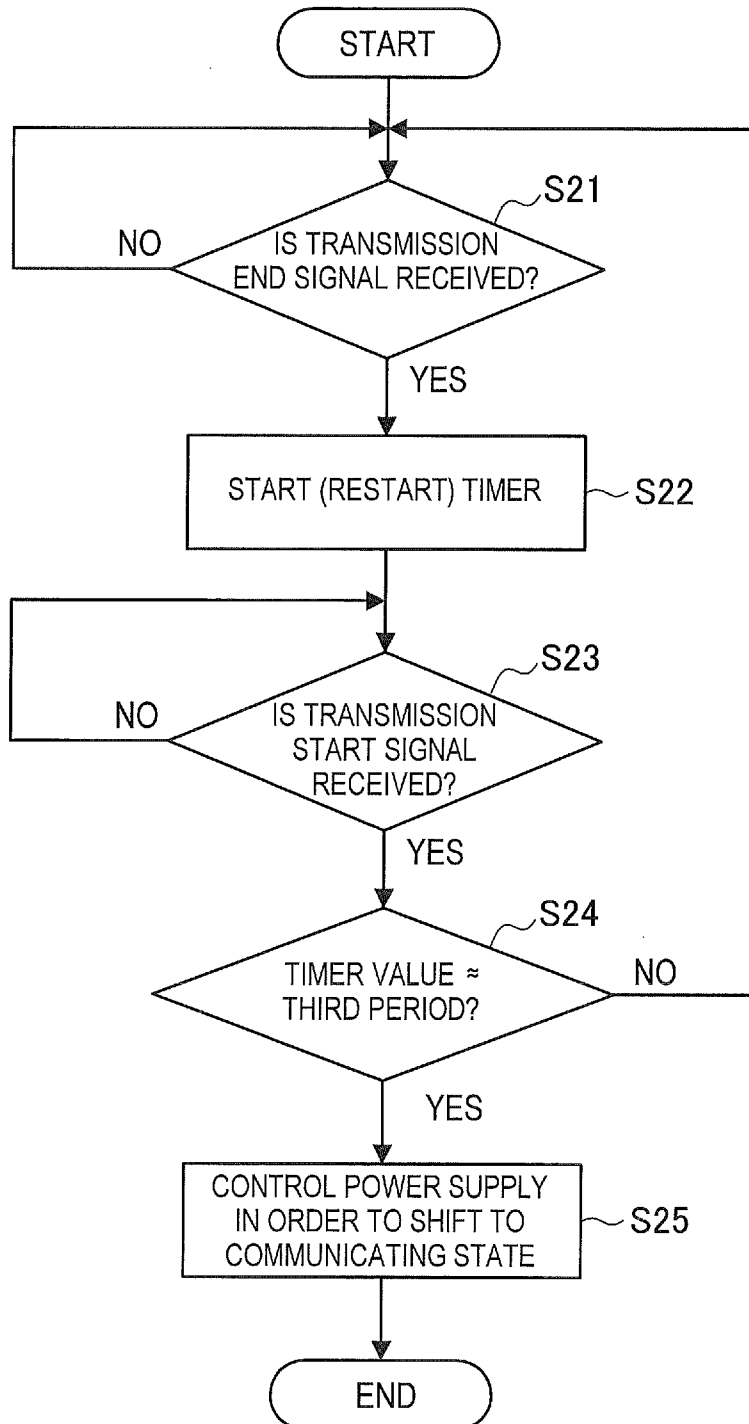 START
S21
IS TRANSMISSION
END SIGNAL RECEIVED?
NO
YES
START (RESTART) TIMER
S22
S23
IS TRANSMISSION
START SIGNAL
RECEIVED?
NO
YES
S24
TIMER VALUE ≈
THIRD PERIOD?
NO
YES
CONTROL POWER SUPPLY
IN ORDER TO SHIFT TO
COMMUNICATING STATE
S25
END